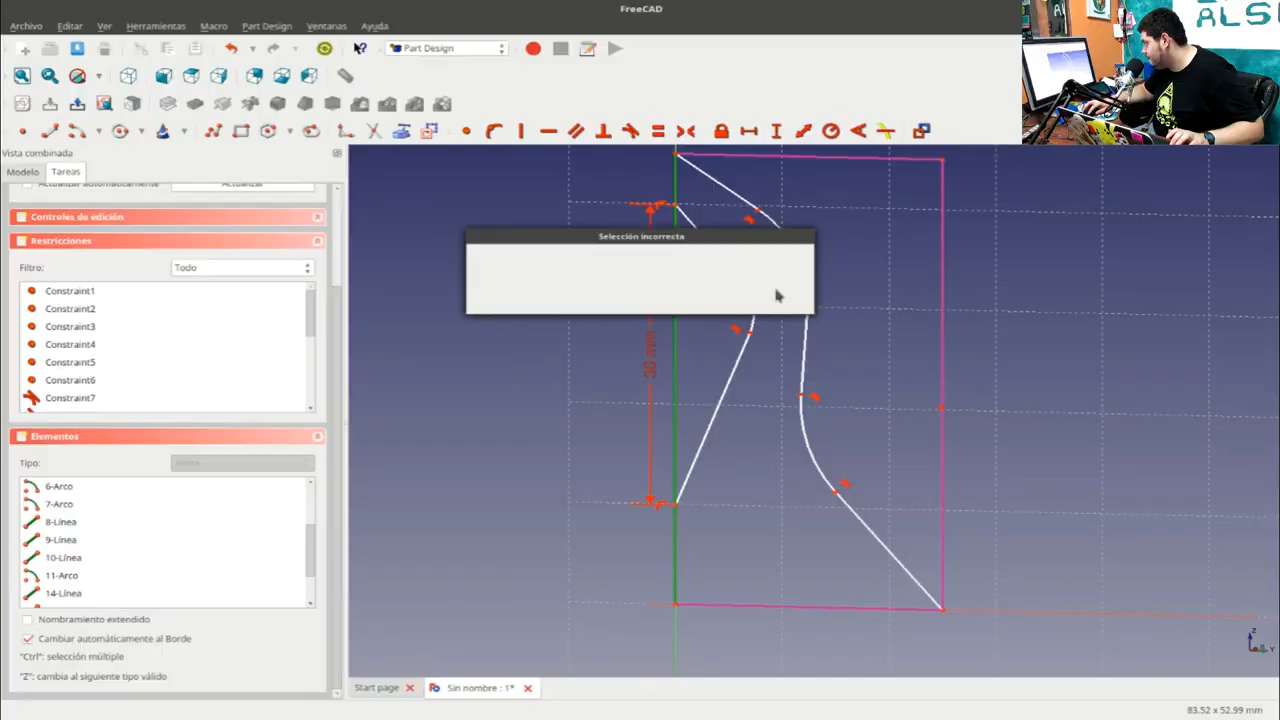 FreeCAD
Archivo Editar Ver Herramientas Macro Part Design Ventanas Ayuda
Part Design
ALS
Vista combinada
Modelo Tareas
Actualizar automáticamente Actualizar
Controles de edición
Restricciones
Filtro: Todo
Constraint1
Constraint2
Constraint3
Constraint4
Constraint5
Constraint6
Constraint7
Elementos
Tipo:
6-Arco
7-Arco
8-Línea
9-Línea
10-Línea
11-Arco
14-Línea
Nombramiento extendido
Cambiar automáticamente al Borde
"Ctrl": selección múltiple
"Z": cambia al siguiente tipo válido
Selección incorrecta
30 mm
Z
Y
Start page Sin nombre : 1*
83.52 x 52.99 mm